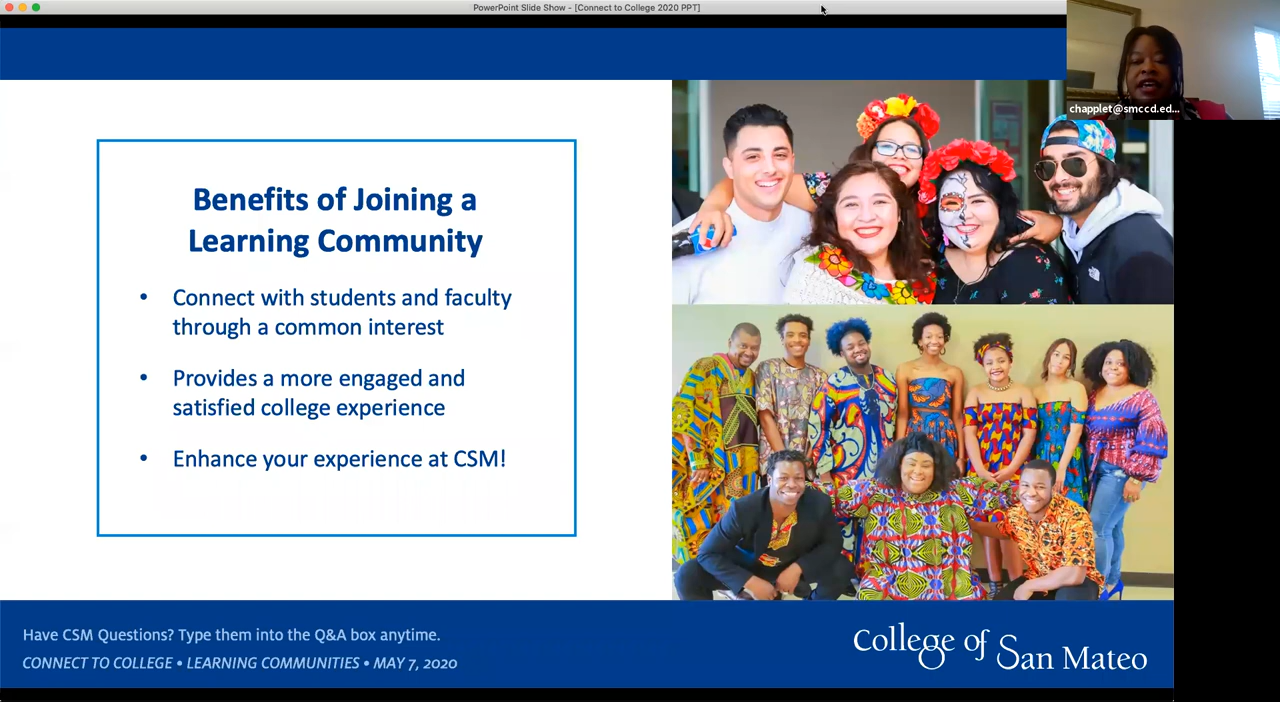 PowerPoint Slide Show - [Connect to College 2020 PPT]
chapplet@smccd.ed...
Benefits of Joining a
Learning Community
• Connect with students and faculty
through a common interest
• Provides a more engaged and
satisfied college experience
• Enhance your experience at CSM!
Have CSM Questions? Type them into the Q&A box anytime.
CONNECT TO COLLEGE • LEARNING COMMUNITIES • MAY 7, 2020
College of
San Mateo